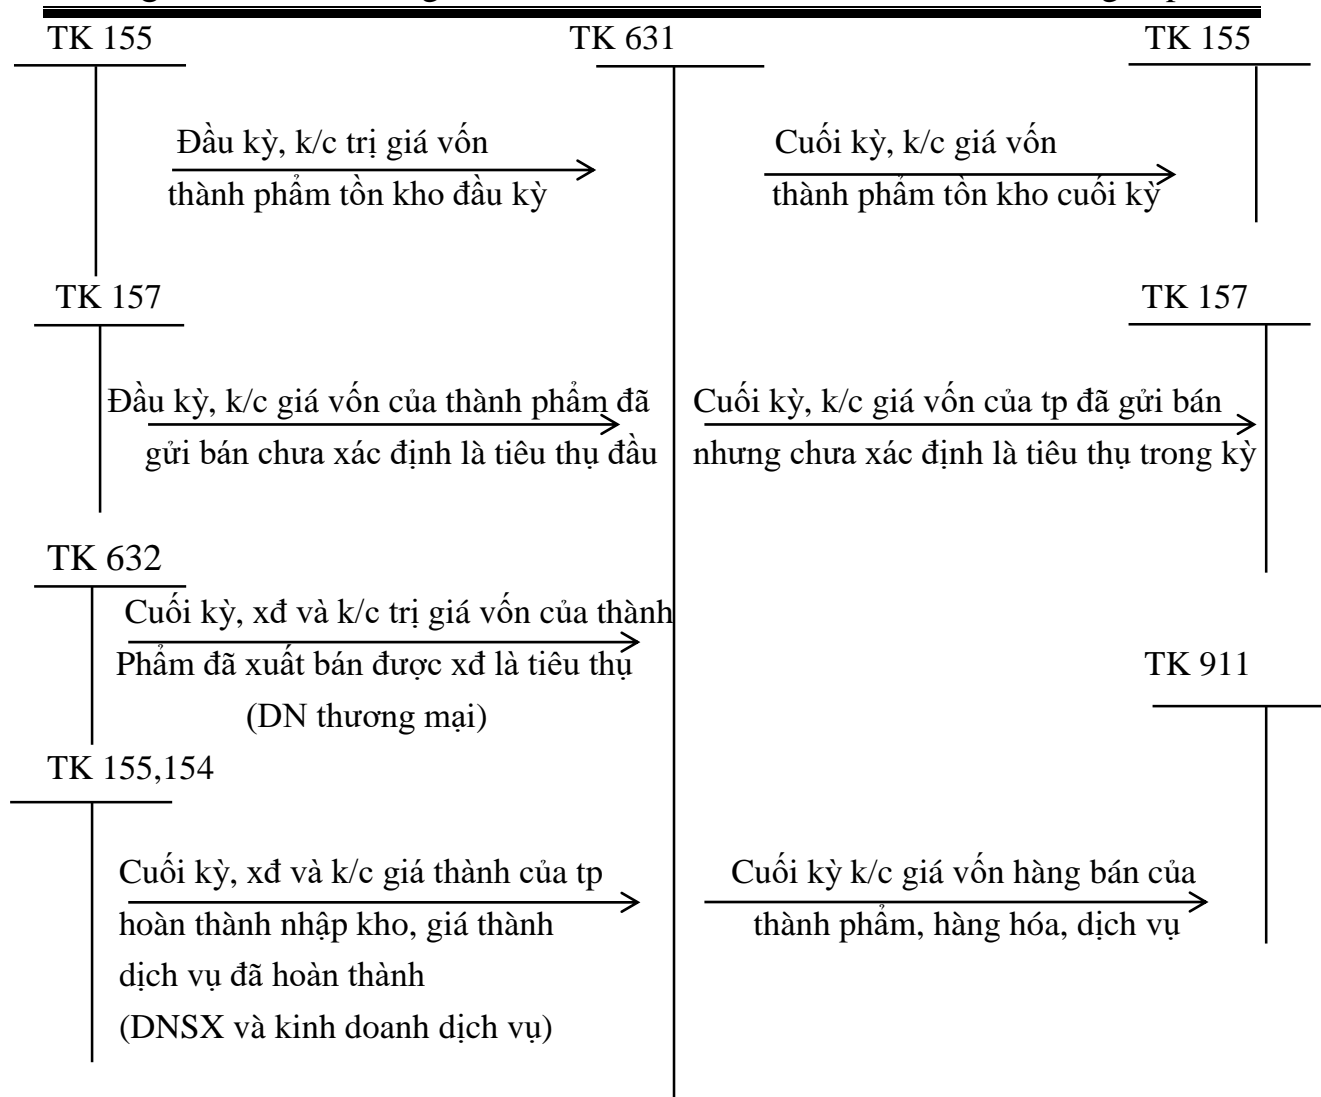 TK 155
TK 631
TK 155
Đầu kỳ, k/c trị giá vốn
thành phẩm tồn kho đầu kỳ
Cuối kỳ, k/c giá vốn
thành phẩm tồn kho cuối kỳ
TK 157
TK 157
Đầu kỳ, k/c giá vốn của thành phẩm đã
gửi bán chưa xác định là tiêu thụ đầu
Cuối kỳ, k/c giá vốn của tp đã gửi bán
nhưng chưa xác định là tiêu thụ trong kỳ
TK 632
Cuối kỳ, xđ và k/c trị giá vốn của thành
Phẩm đã xuất bán được xđ là tiêu thụ
(DN thương mại)
TK 911
TK 155,154
Cuối kỳ, xđ và k/c giá thành của tp
hoàn thành nhập kho, giá thành
dịch vụ đã hoàn thành
(DNSX và kinh doanh dịch vụ)
Cuối kỳ k/c giá vốn hàng bán của
thành phẩm, hàng hóa, dịch vụ